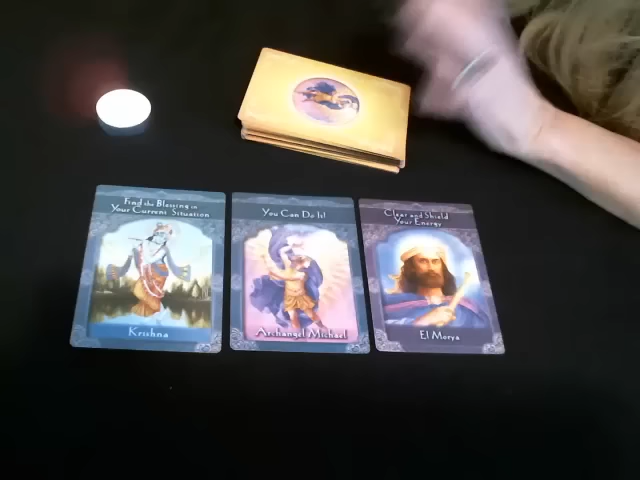 Find the Blessing in
Your Current Situation
Krishna
You Can Do It!
Archangel Michael
Clear and Shield
Your Energy
El Morya